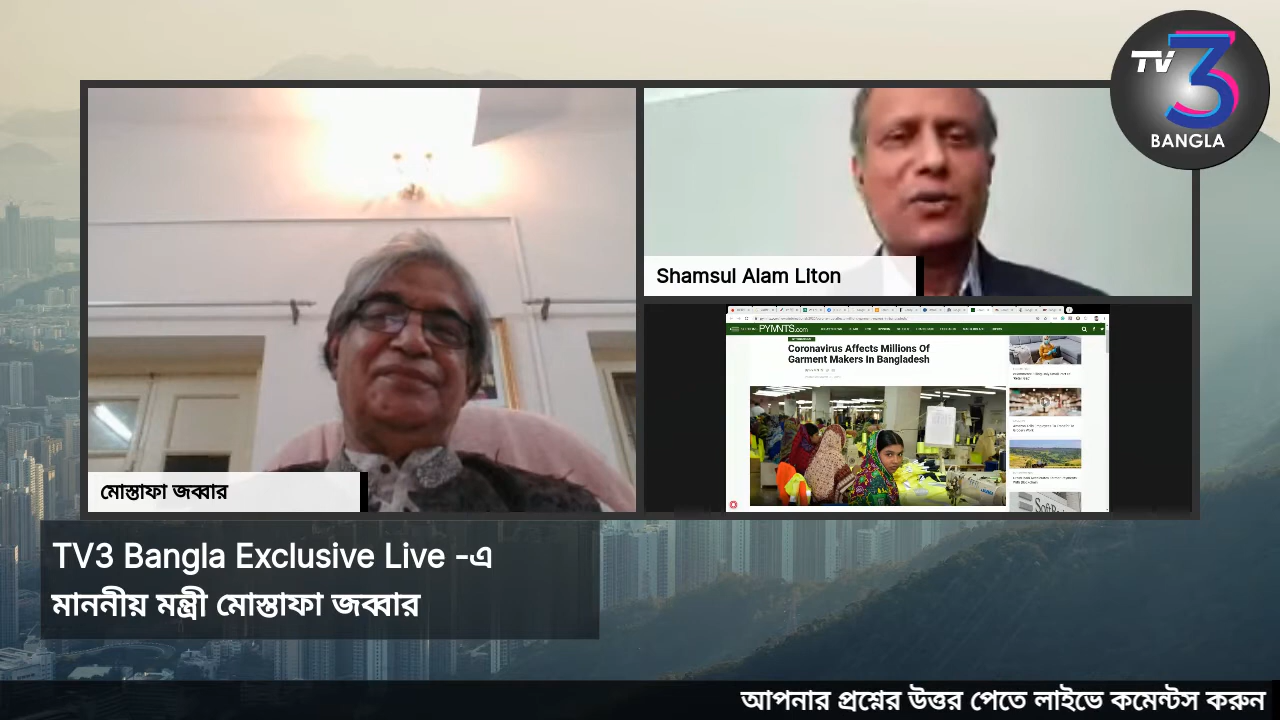 TV3
BANGLA
Shamsul Alam Liton
মোস্তাফা জব্বার
PYMNTS.com
Coronavirus Affects Millions Of
Garment Makers In Bangladesh
TV3 Bangla Exclusive Live -এ
মাননীয় মন্ত্রী মোস্তাফা জব্বার
আপনার প্রশ্নের উত্তর পেতে লাইভে কমেন্টস করুন